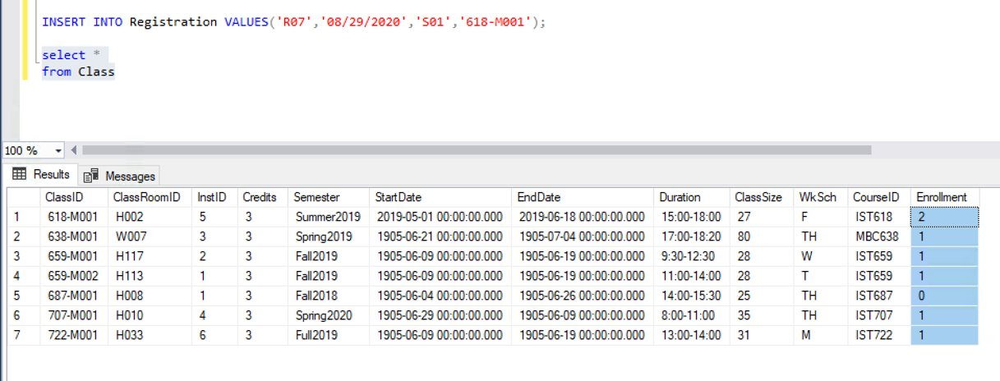 INSERT INTO Registration VALUES('R07','08/29/2020','S01','618-M001');
select *
from Class
100 %
Results Messages
ClassID ClassRoomID InstID Credits Semester StartDate EndDate Duration ClassSize WkSch CourseID Enrollment
1 618-M001 H002 5 3 Summer2019 2019-05-01 00:00:00.000 2019-06-18 00:00:00.000 15:00-18:00 27 F IST618 2
2 638-M001 W007 3 3 Spring2019 1905-06-21 00:00:00.000 1905-07-04 00:00:00.000 17:00-18:20 80 TH MBC638 1
3 659-M001 H117 2 3 Fall2019 1905-06-09 00:00:00.000 1905-06-19 00:00:00.000 9:30-12:30 28 W IST659 1
4 659-M002 H113 1 3 Fall2019 1905-06-09 00:00:00.000 1905-06-19 00:00:00.000 11:00-14:00 28 T IST659 1
5 687-M001 H008 1 3 Fall2018 1905-06-04 00:00:00.000 1905-06-26 00:00:00.000 14:00-15:30 25 TH IST687 0
6 707-M001 H010 4 3 Spring2020 1905-06-29 00:00:00.000 1905-06-09 00:00:00.000 8:00-11:00 35 TH IST707 1
7 722-M001 H033 6 3 Full2019 1905-06-09 00:00:00.000 1905-06-19 00:00:00.000 13:00-14:00 31 M IST722 1